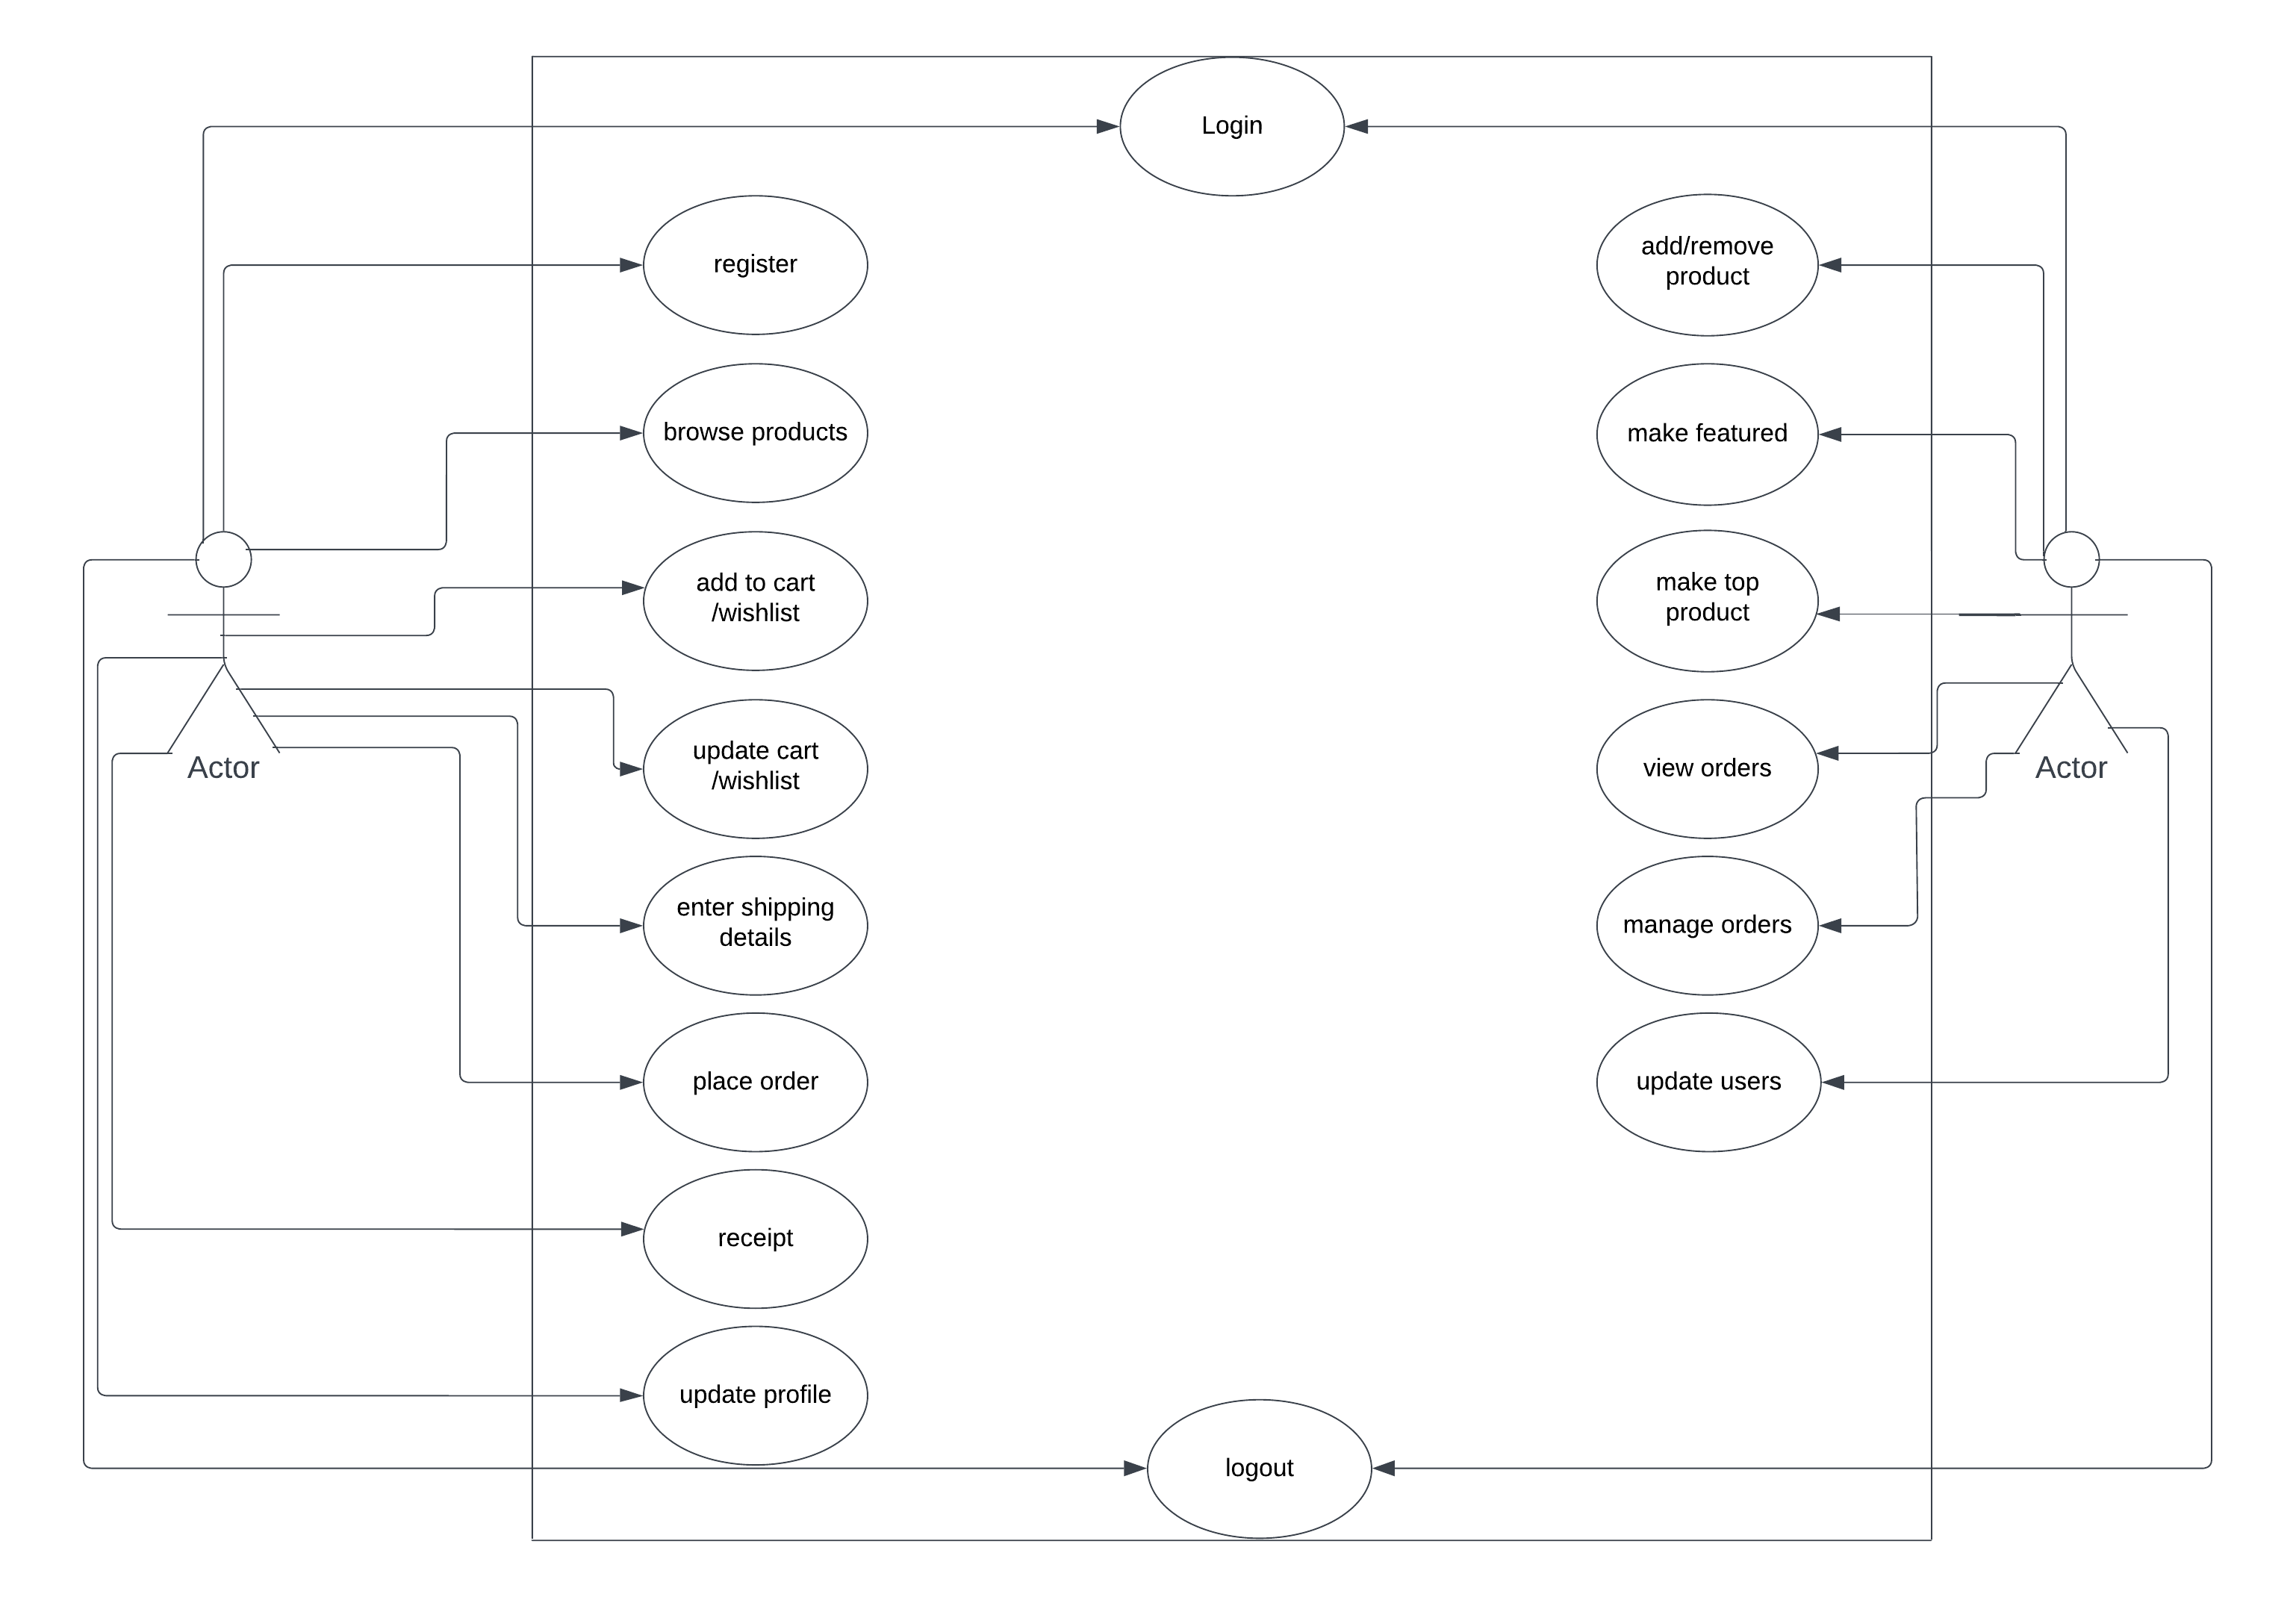 Login
register
add/remove
product
browse products
make featured
add to cart
/wishlist
make top
product
update cart
/wishlist
view orders
Actor
Actor
enter shipping
details
manage orders
place order
update users
receipt
update profile
logout